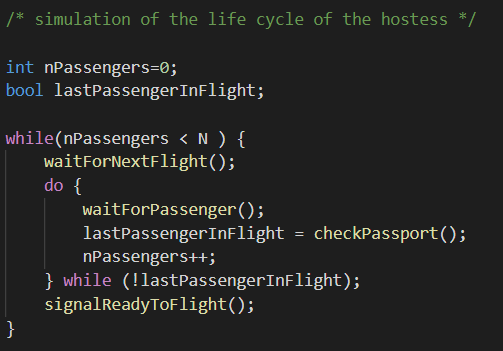 /* simulation of the life cycle of the hostess */
int nPassengers=0;
bool lastPassengerInFlight;
while(nPassengers < N ) {
waitForNextFlight();
do {
waitForPassenger();
lastPassengerInFlight = checkPassport();
nPassengers++;
} while (!lastPassengerInFlight);
signalReadyToFlight();
}